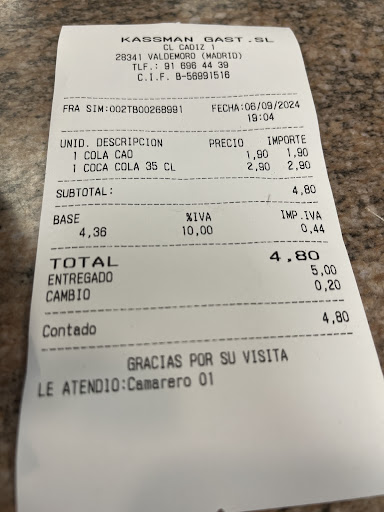 KASSMAN GAST.SL
CL CADIZ 1
28341 VALDEMORO (MADRID)
TLF.: 91 696 44 39
C.I.F. B-56991516
FRA SIM:002TB00268991 FECHA:06/09/2024
19:04
UNID. DESCRIPCION PRECIO IMPORTE
1 COLA CAO 1,90 1,90
1 COCA COLA 35 CL 2,90 2,90
SUBTOTAL: 4,80
BASE %IVA IMP.IVA
4,36 10,00 0,44
TOTAL 4,80
ENTREGADO 5,00
CAMBIO 0,20
Contado 4,80
GRACIAS POR SU VISITA
LE ATENDIO:Camarero 01